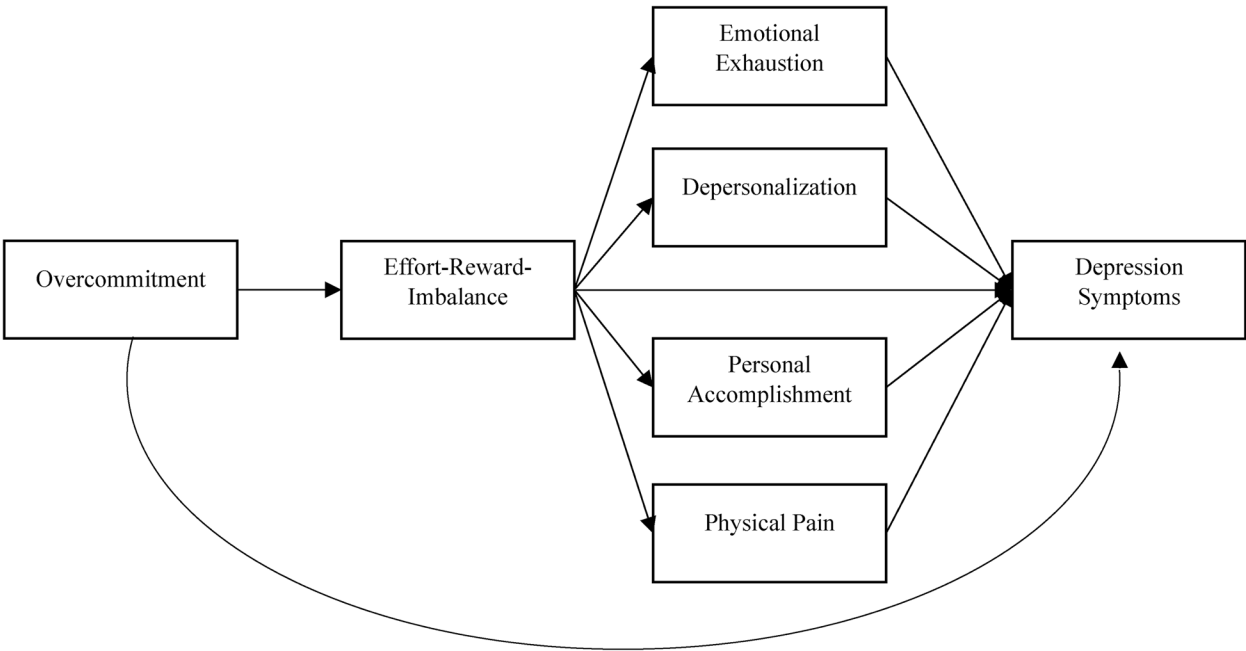 Emotional
Exhaustion
Depersonalization
Overcommitment
Effort-Reward-
Imbalance
Depression
Symptoms
Personal
Accomplishment
Physical Pain